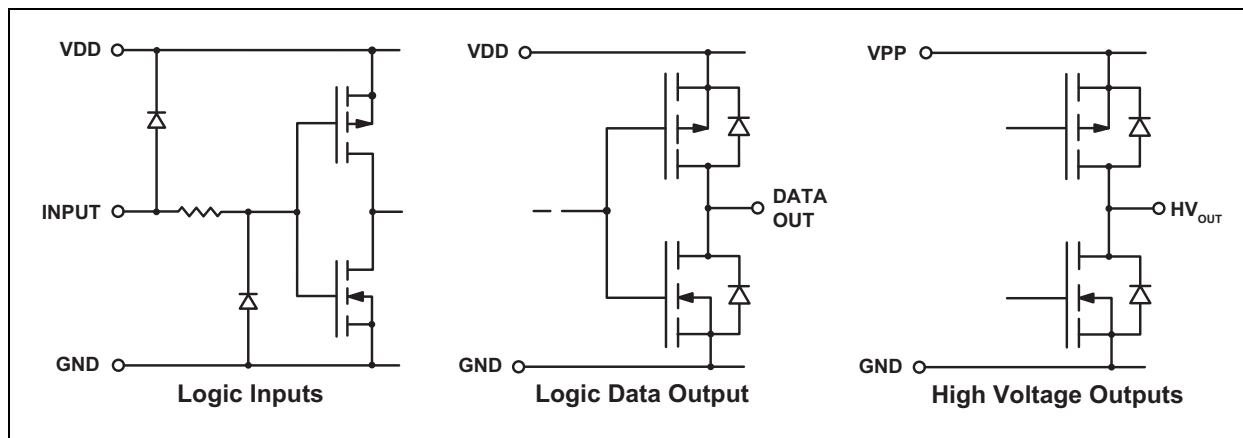 VDD
INPUT
GND
Logic Inputs
VDD
DATA
OUT
GND
Logic Data Output
VPP
HVOUT
GND
High Voltage Outputs